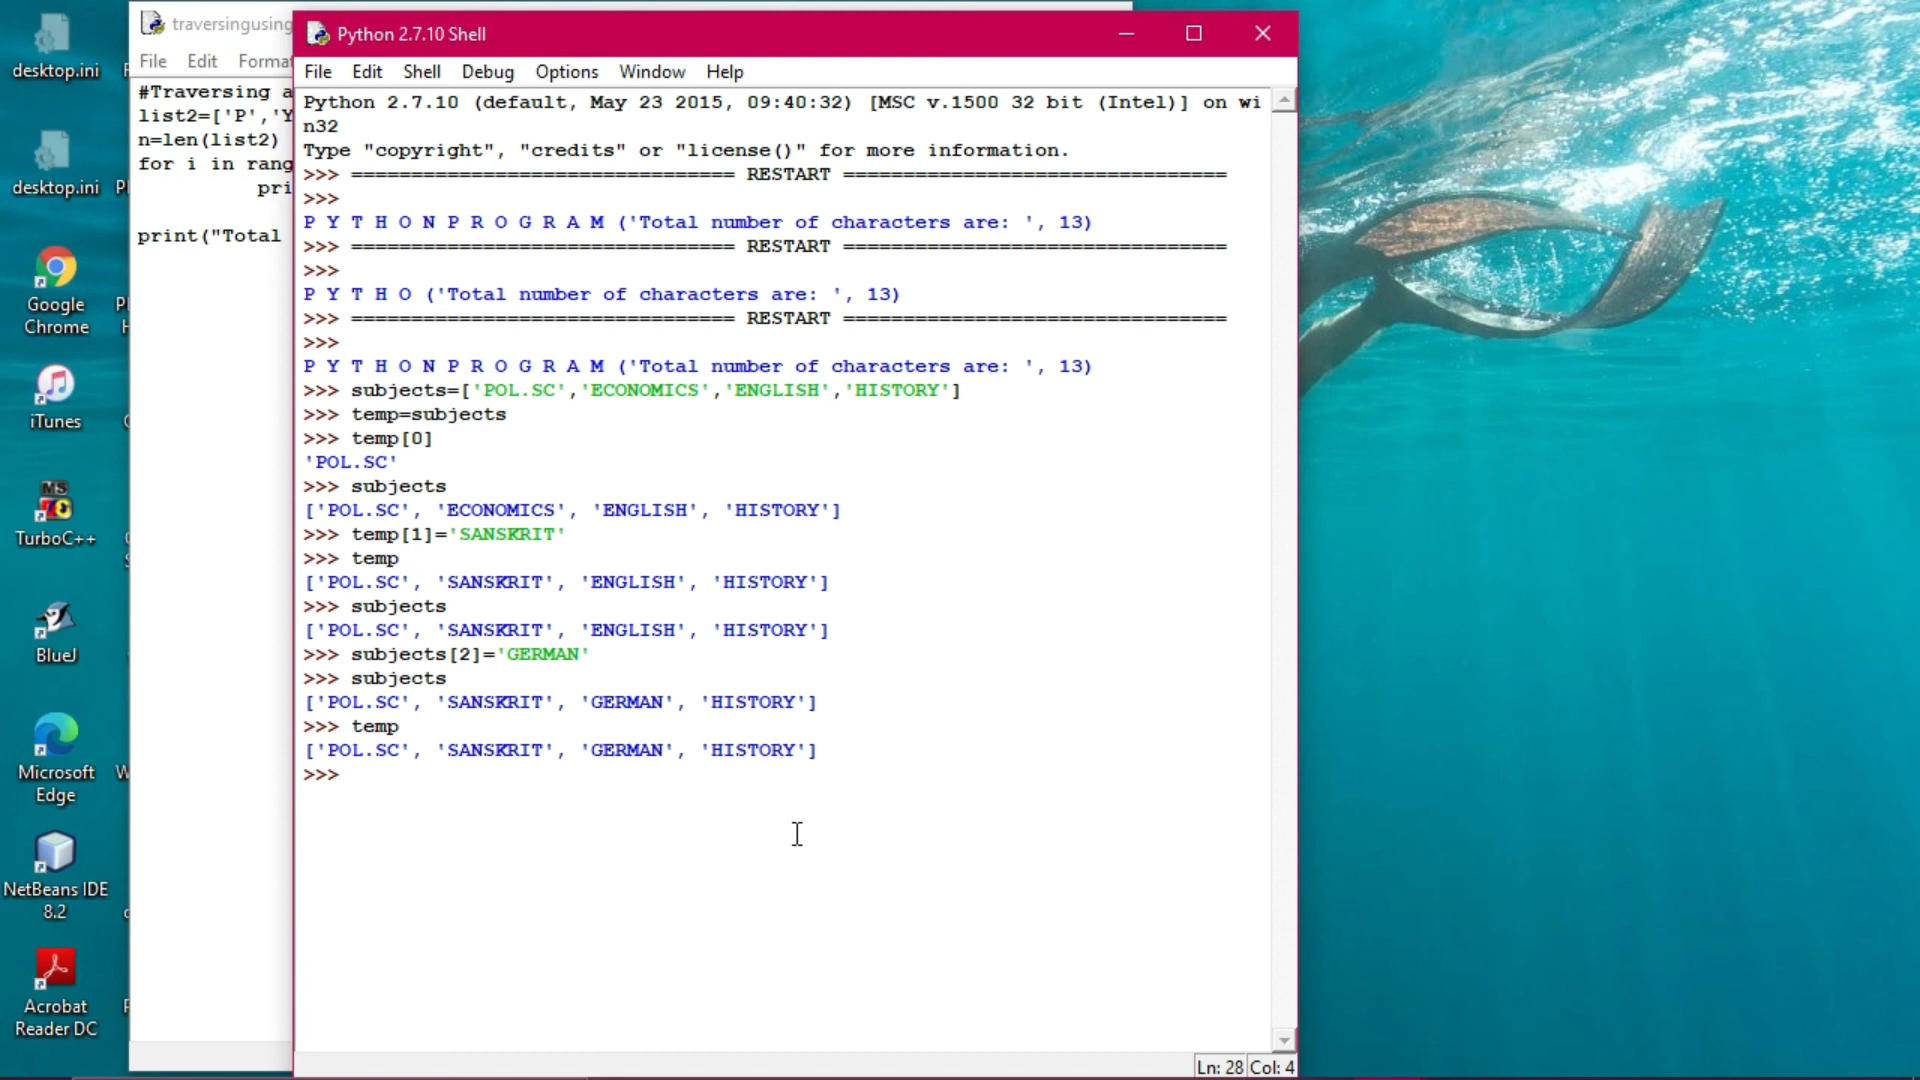 desktop.ini
desktop.ini
Google
Chrome
iTunes
MS
TurboC++
BlueJ
Microsoft
Edge
NetBeans IDE
8.2
Acrobat
Reader DC
traversingusing
File Edit Forma
#Traversing a
list2=['P','Y
n=len(list2)
for i in rang
pri
print("Total
Python 2.7.10 Shell
File Edit Shell Debug Options Window Help
Python 2.7.10 (default, May 23 2015, 09:40:32) [MSC v.1500 32 bit (Intel)] on wi
n32
Type "copyright", "credits" or "license()" for more information.
>>> ================================ RESTART ================================
>>>
P Y T H O N P R O G R A M ('Total number of characters are: ', 13)
>>> ================================ RESTART ================================
>>>
P Y T H O ('Total number of characters are: ', 13)
>>> ================================ RESTART ================================
>>>
P Y T H O N P R O G R A M ('Total number of characters are: ', 13)
>>> subjects=['POL.SC','ECONOMICS','ENGLISH','HISTORY']
>>> temp=subjects
>>> temp[0]
'POL.SC'
>>> subjects
['POL.SC', 'ECONOMICS', 'ENGLISH', 'HISTORY']
>>> temp[1]='SANSKRIT'
>>> temp
['POL.SC', 'SANSKRIT', 'ENGLISH', 'HISTORY']
>>> subjects
['POL.SC', 'SANSKRIT', 'ENGLISH', 'HISTORY']
>>> subjects[2]='GERMAN'
>>> subjects
['POL.SC', 'SANSKRIT', 'GERMAN', 'HISTORY']
>>> temp
['POL.SC', 'SANSKRIT', 'GERMAN', 'HISTORY']
>>>
Ln: 28 Col: 4